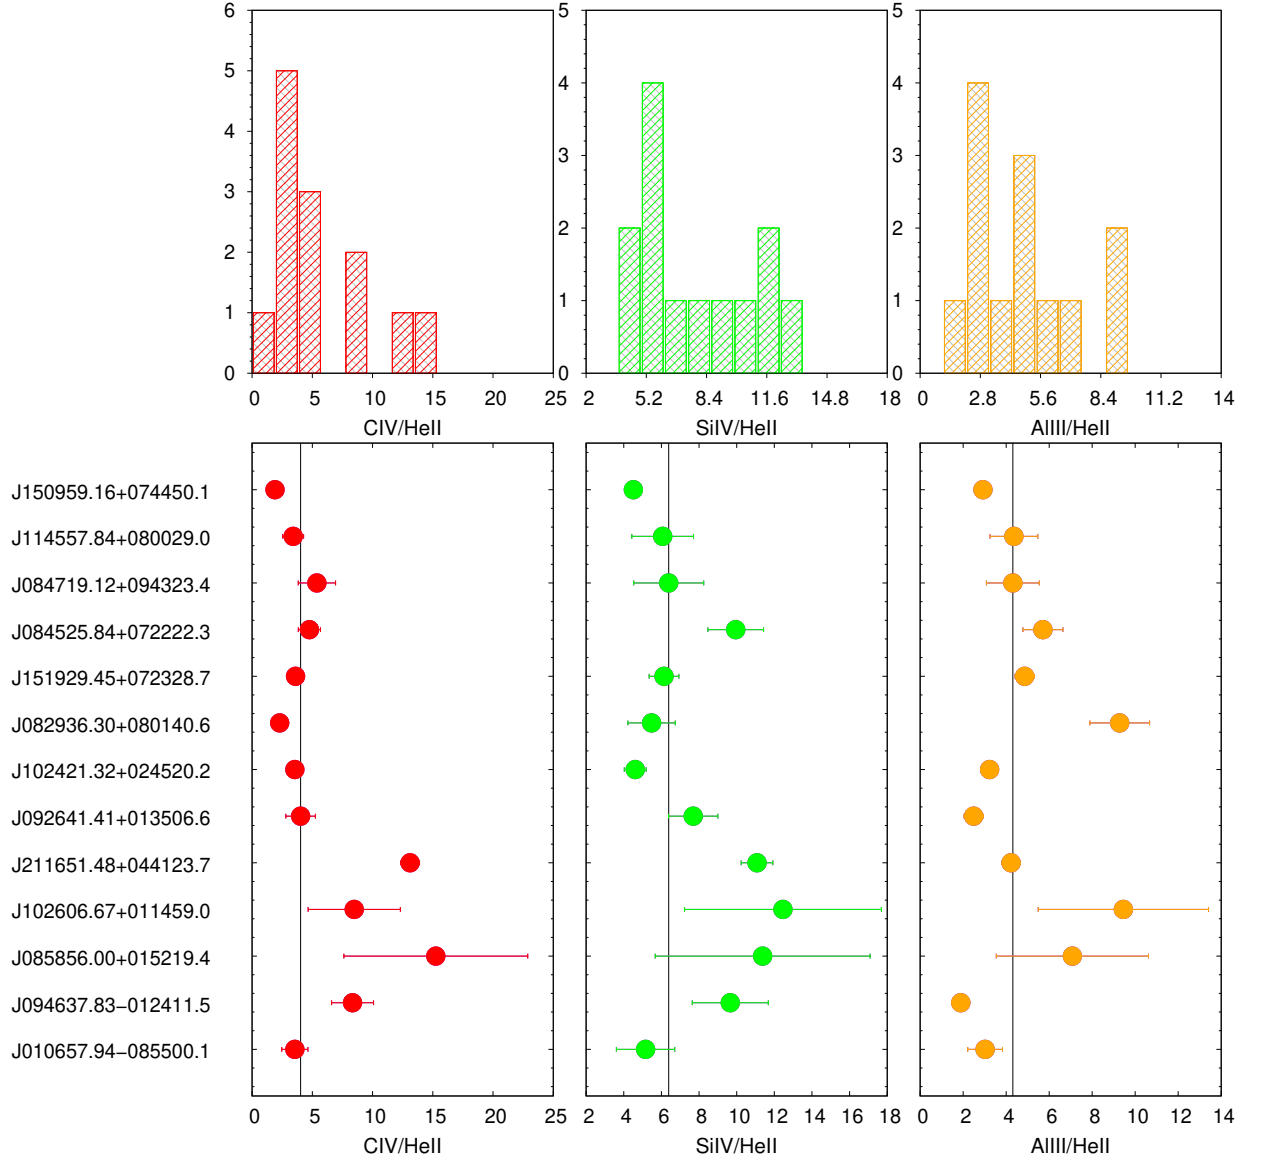 6
5
4
3
2
1
0
0 5 10 15 20 25
CIV/HeII
5
4
3
2
1
0
2 5.2 8.4 11.6 14.8 18
SiIV/HeII
5
4
3
2
1
0
0 2.8 5.6 8.4 11.2 14
AlIII/HeII
J150959.16+074450.1
J114557.84+080029.0
J084719.12+094323.4
J084525.84+072222.3
J151929.45+072328.7
J082936.30+080140.6
J102421.32+024520.2
J092641.41+013506.6
J211651.48+044123.7
J102606.67+011459.0
J085856.00+015219.4
J094637.83−012411.5
J010657.94−085500.1
0 5 10 15 20 25
CIV/HeII
2 4 6 8 10 12 14 16 18
SiIV/HeII
0 2 4 6 8 10 12 14
AlIII/HeII